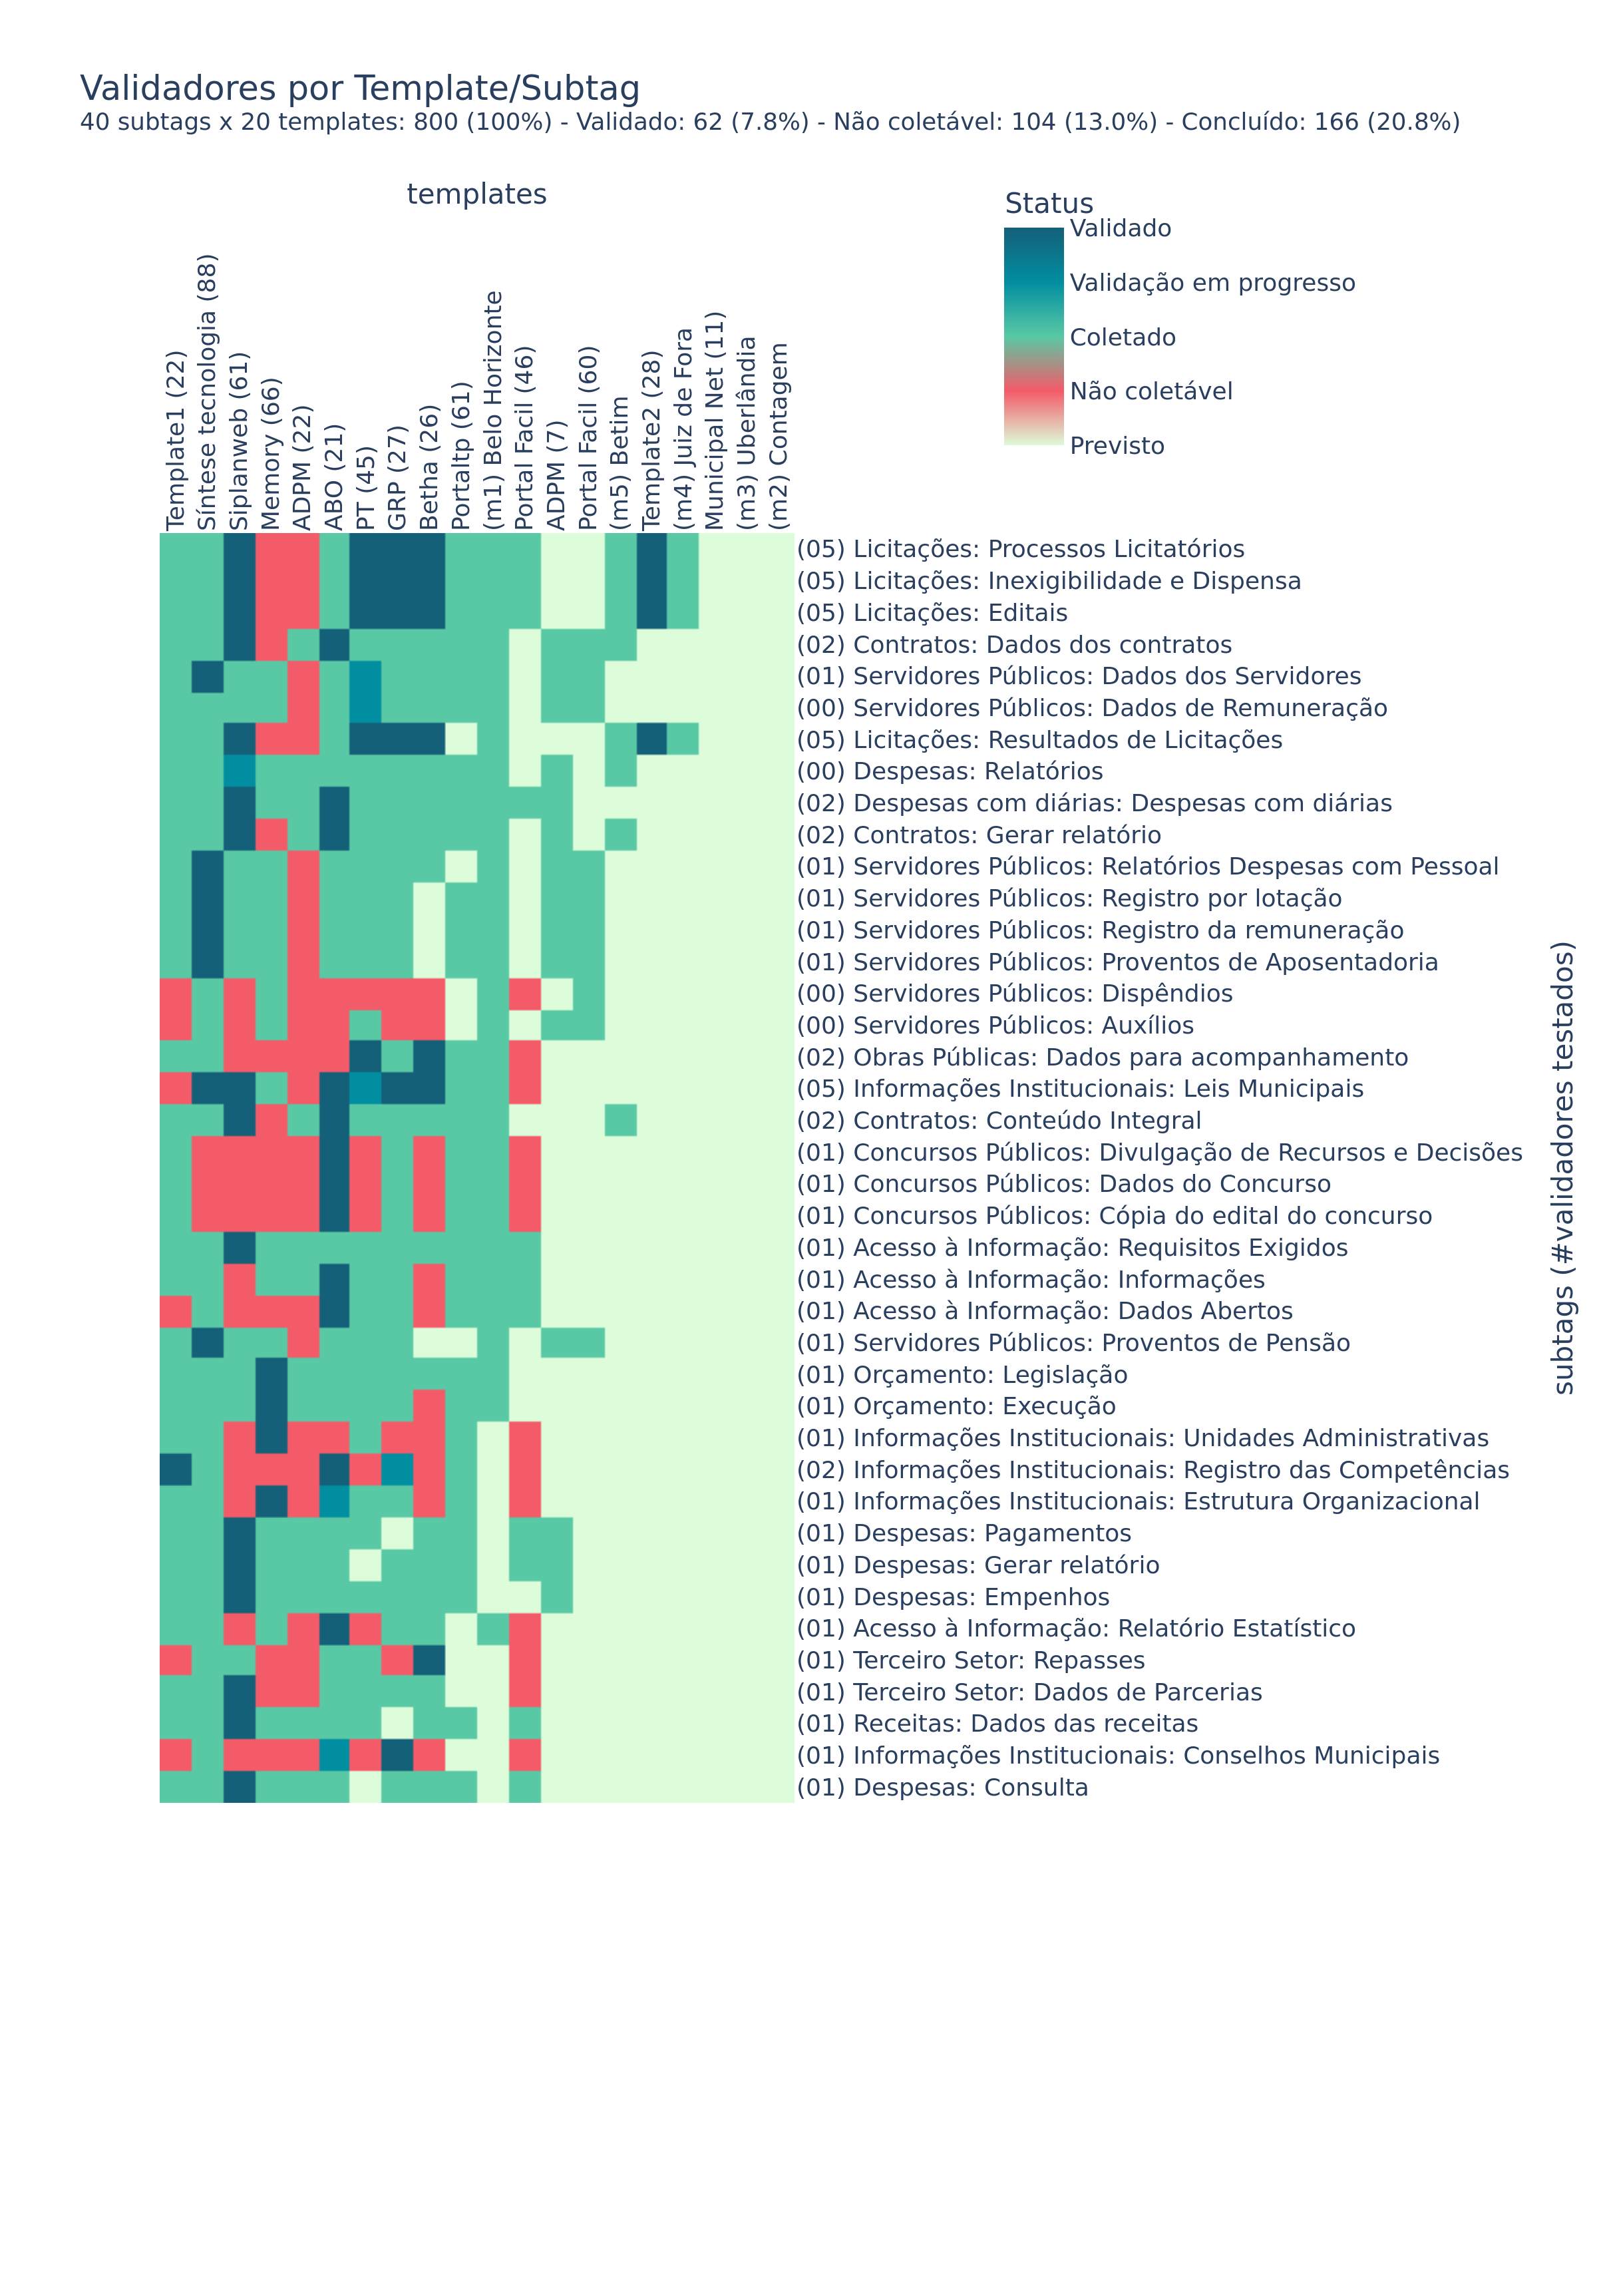 Validadores por Template/Subtag
40 subtags x 20 templates: 800 (100%) - Validado: 62 (7.8%) - Não coletável: 104 (13.0%) - Concluído: 166 (20.8%)
templates
Status
Validado
Validação em progresso
Coletado
Não coletável
Previsto
Template1 (22)
Síntese tecnologia (88)
Siplanweb (61)
Memory (66)
ADPM (22)
ABO (21)
PT (45)
GRP (27)
Betha (26)
Portaltp (61)
(m1) Belo Horizonte
Portal Facil (46)
ADPM (7)
Portal Facil (60)
(m5) Betim
Template2 (28)
(m4) Juiz de Fora
Municipal Net (11)
(m3) Uberlândia
(m2) Contagem
(05) Licitações: Processos Licitatórios
(05) Licitações: Inexigibilidade e Dispensa
(05) Licitações: Editais
(02) Contratos: Dados dos contratos
(01) Servidores Públicos: Dados dos Servidores
(00) Servidores Públicos: Dados de Remuneração
(05) Licitações: Resultados de Licitações
(00) Despesas: Relatórios
(02) Despesas com diárias: Despesas com diárias
(02) Contratos: Gerar relatório
(01) Servidores Públicos: Relatórios Despesas com Pessoal
(01) Servidores Públicos: Registro por lotação
(01) Servidores Públicos: Registro da remuneração
(01) Servidores Públicos: Proventos de Aposentadoria
(00) Servidores Públicos: Dispêndios
(00) Servidores Públicos: Auxílios
(02) Obras Públicas: Dados para acompanhamento
(05) Informações Institucionais: Leis Municipais
(02) Contratos: Conteúdo Integral
(01) Concursos Públicos: Divulgação de Recursos e Decisões
(01) Concursos Públicos: Dados do Concurso
(01) Concursos Públicos: Cópia do edital do concurso
(01) Acesso à Informação: Requisitos Exigidos
(01) Acesso à Informação: Informações
(01) Acesso à Informação: Dados Abertos
(01) Servidores Públicos: Proventos de Pensão
(01) Orçamento: Legislação
(01) Orçamento: Execução
(01) Informações Institucionais: Unidades Administrativas
(02) Informações Institucionais: Registro das Competências
(01) Informações Institucionais: Estrutura Organizacional
(01) Despesas: Pagamentos
(01) Despesas: Gerar relatório
(01) Despesas: Empenhos
(01) Acesso à Informação: Relatório Estatístico
(01) Terceiro Setor: Repasses
(01) Terceiro Setor: Dados de Parcerias
(01) Receitas: Dados das receitas
(01) Informações Institucionais: Conselhos Municipais
(01) Despesas: Consulta
subtags (#validadores testados)